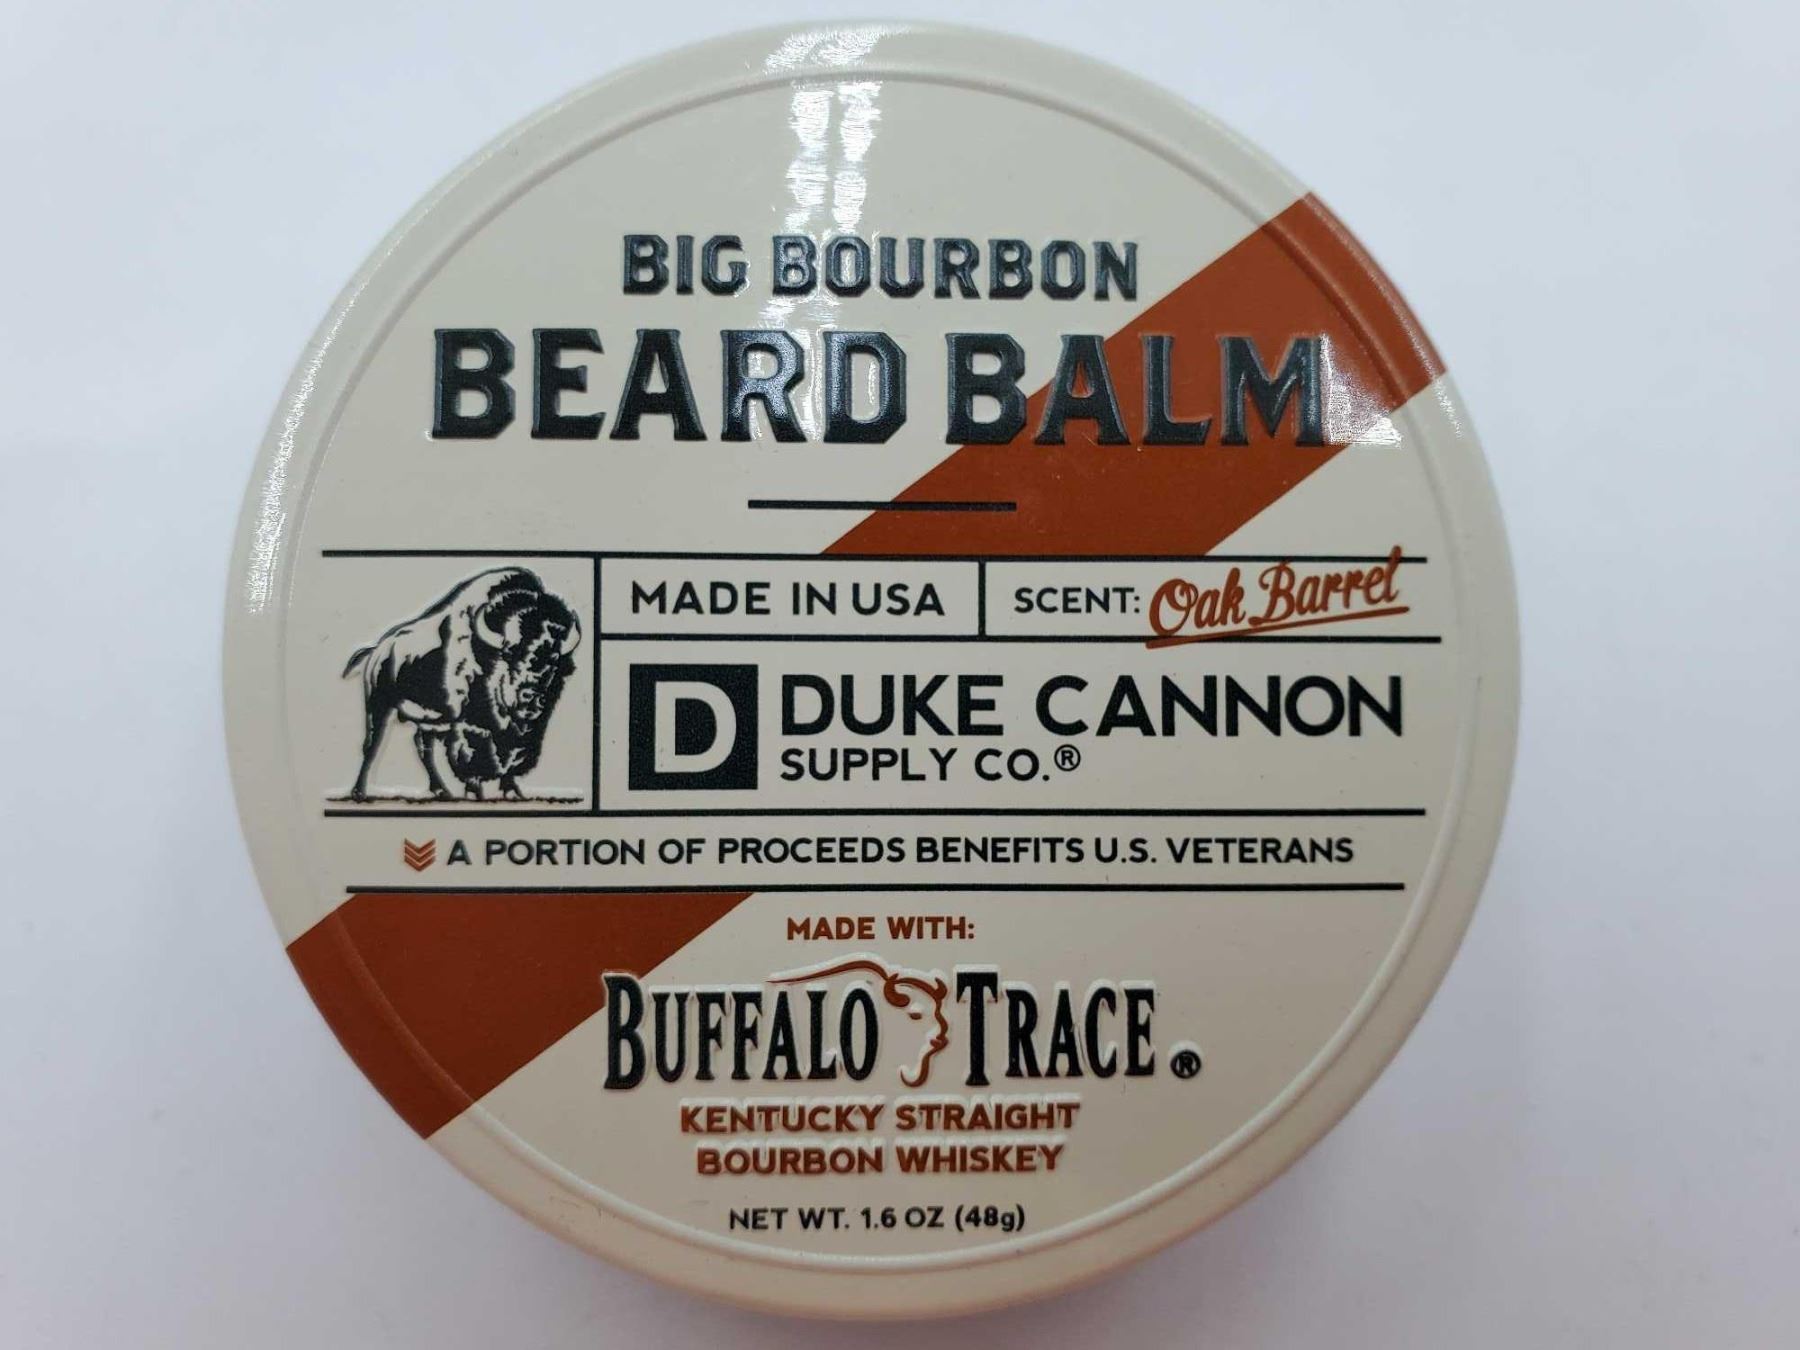 BIG BOURBON
BEARD BALM
MADE IN USA
SCENT: Oak Barrel
D DUKE CANNON
SUPPLY CO.®
A PORTION OF PROCEEDS BENEFITS U.S. VETERANS
MADE WITH:
BUFFALO TRACE®
KENTUCKY STRAIGHT
BOURBON WHISKEY
NET WT. 1.6 OZ (48g)